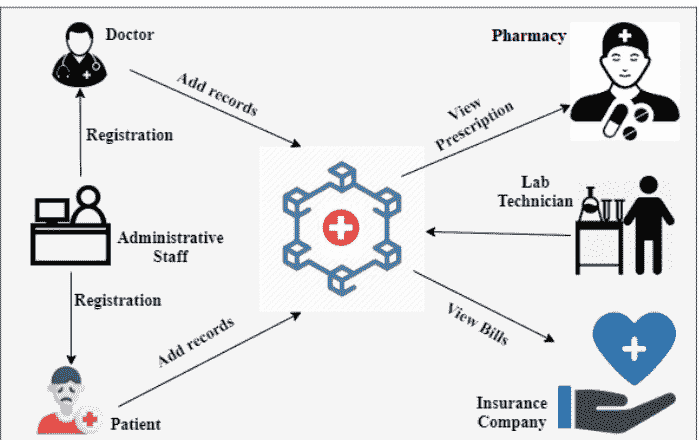 Doctor
Pharmacy
Add records
View
Prescription
Registration
Lab
Technician
Administrative
Staff
Registration
Add records
View Bills
Patient
Insurance
Company